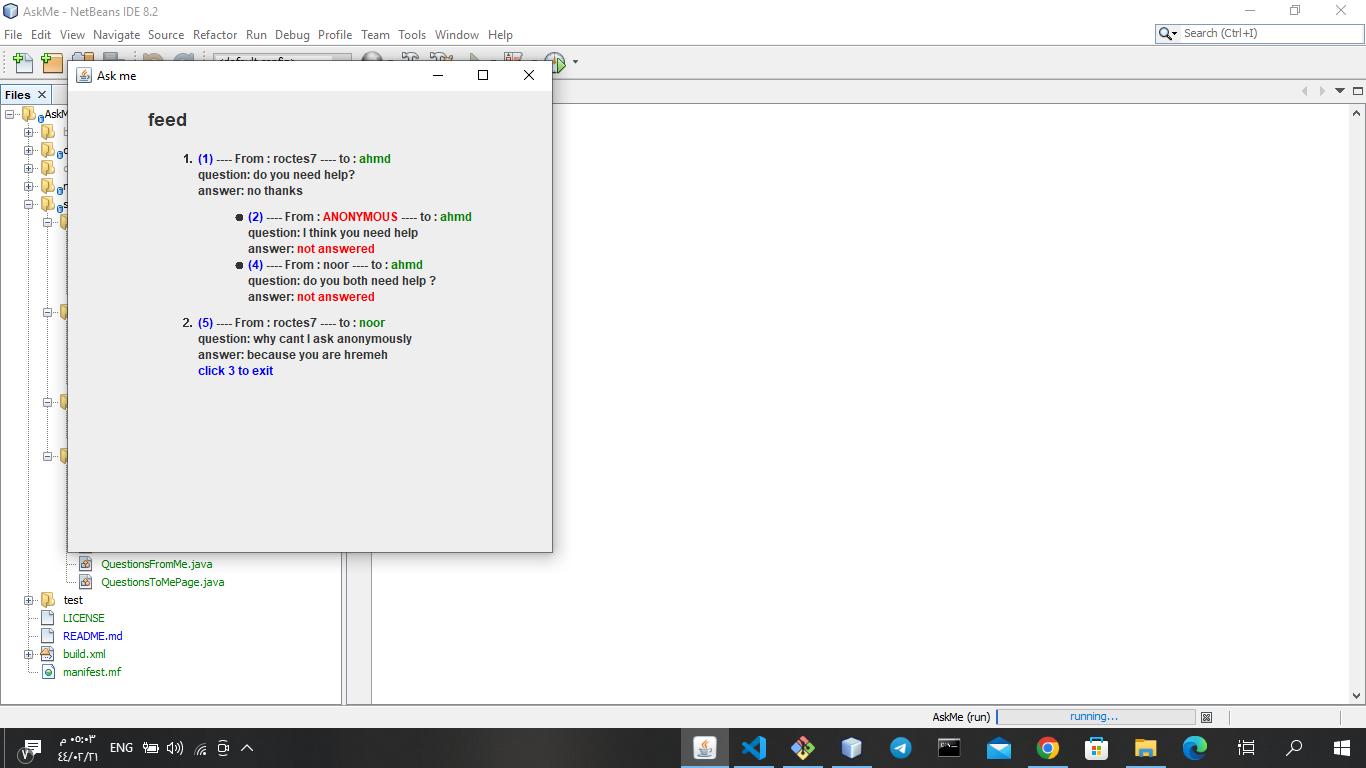 AskMe - NetBeans IDE 8.2
File Edit View Navigate Source Refactor Run Debug Profile Team Tools Window Help
Search (Ctrl+I)
Ask me
Files
feed
1. (1) ---- From : roctes7 ---- to : ahmd
question: do you need help?
answer: no thanks
(2) ---- From : ANONYMOUS ---- to : ahmd
question: I think you need help
answer: not answered
(4) ---- From : noor ---- to : ahmd
question: do you both need help ?
answer: not answered
2. (5) ---- From : roctes7 ---- to : noor
question: why cant I ask anonymously
answer: because you are hremeh
click 3 to exit
QuestionsFromMe.java
QuestionsToMePage.java
test
LICENSE
README.md
build.xml
manifest.mf
AskMe (run) running...
٠٥:٠٣ م
ENG
٤٤/٠٢/٢١